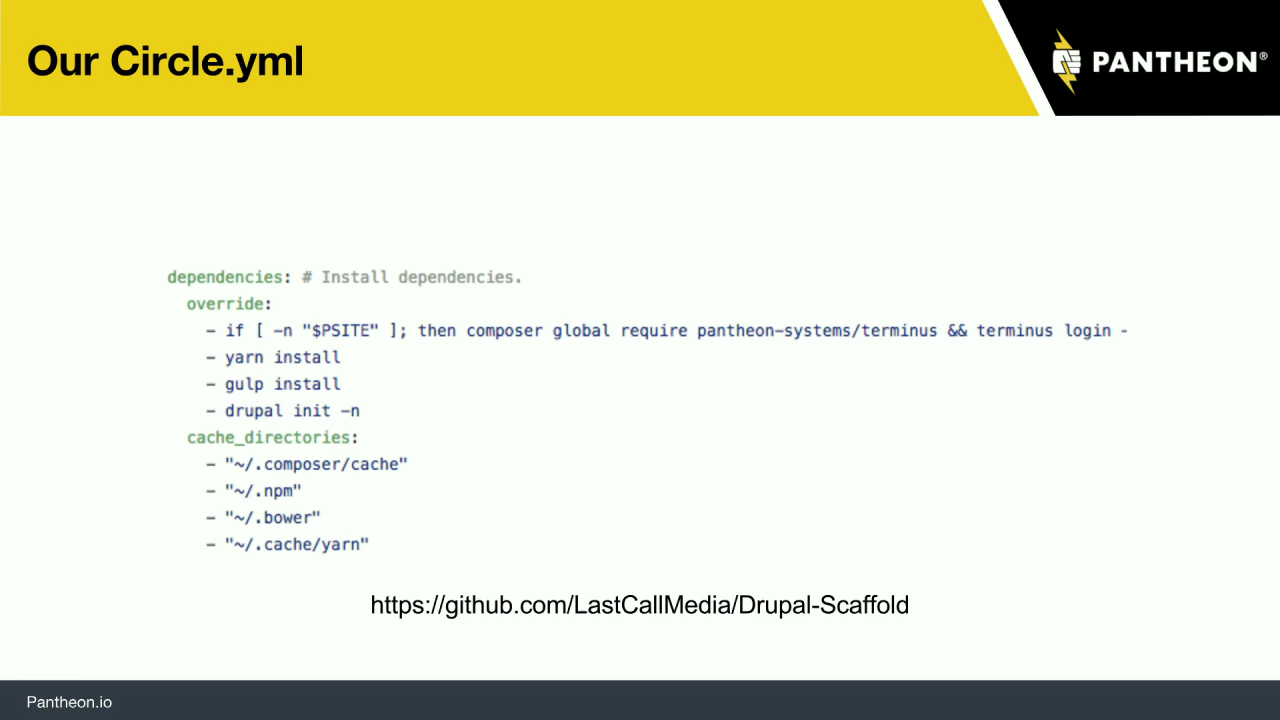 Our Circle.yml
PANTHEON®
dependencies: # Install dependencies.
override:
- if [ -n "$PSITE" ]; then composer global require pantheon-systems/terminus && terminus login -
- yarn install
- gulp install
- drupal init -n
cache_directories:
- "~/.composer/cache"
- "~/.npm"
- "~/.bower"
- "~/.cache/yarn"
https://github.com/LastCallMedia/Drupal-Scaffold
Pantheon.io